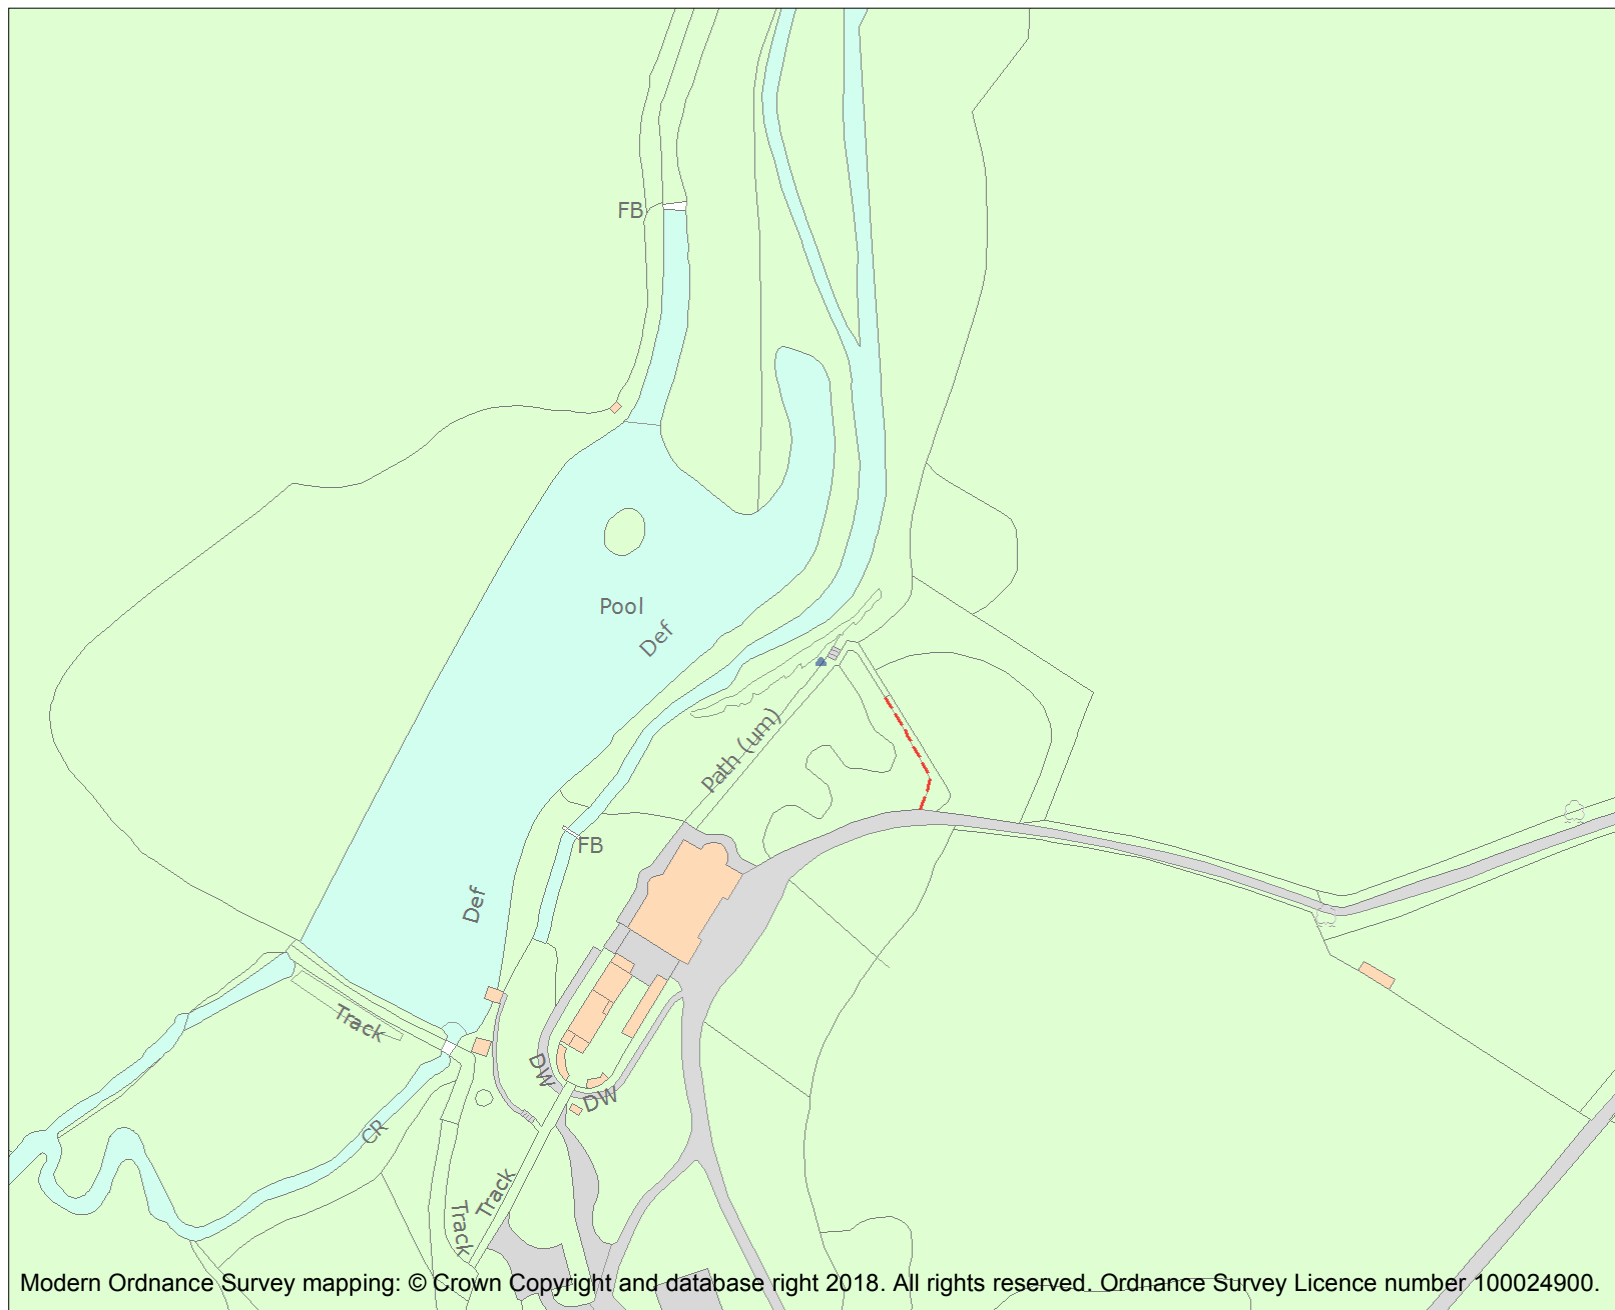 FB
Pool
Def
Path (um)
FB
Def
Track
DW
DW
CR
Track
Track
Modern Ordnance Survey mapping: © Crown Copyright and database right 2018. All rights reserved. Ordnance Survey Licence number 100024900.